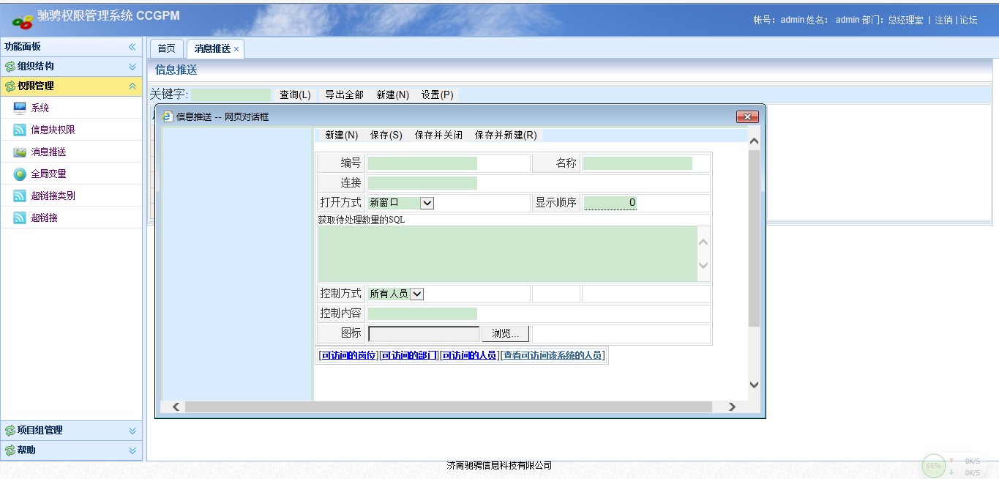 驰骋权限管理系统 CCGPM
帐号： admin 姓名： admin 部门：总经理室 | 注销 | 论坛
功能面板
组织结构
权限管理
系统
信息块权限
消息推送
全局变量
超链接类别
超链接
项目组管理
帮助
首页
消息推送 ×
信息推送
关键字:
查询(L) 导出全部 新建(N) 设置(P)
信息推送 -- 网页对话框
新建(N) 保存(S) 保存并关闭 保存并新建(R)
编号 名称
连接
打开方式 新窗口 显示顺序 0
获取待处理数量的SQL
控制方式 所有人员
控制内容
图标 浏览...
[可访问的岗位][可访问的部门][可访问的人员][查看可访问该系统的人员]
济南驰骋信息科技有限公司
65%
↑ 0K/S
↓ 0K/S